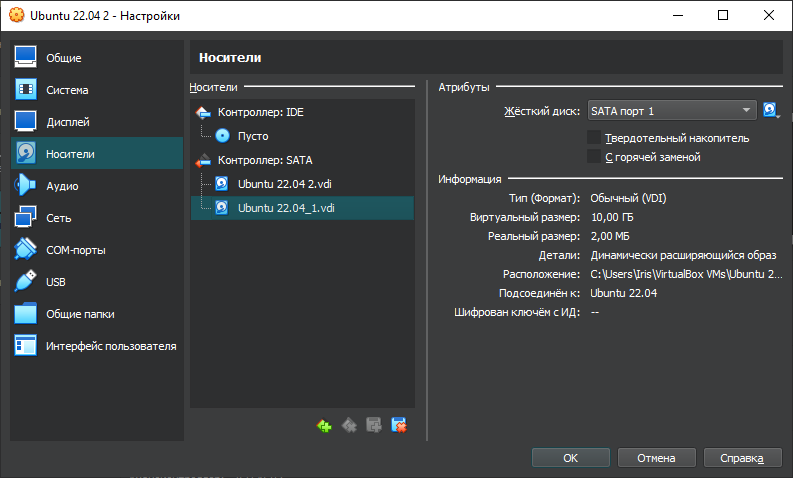 Ubuntu 22.04 2 - Настройки
Общие
Система
Дисплей
Носители
Аудио
Сеть
COM-порты
USB
Общие папки
Интерфейс пользователя
Носители
Носители
Контроллер: IDE
Пусто
Контроллер: SATA
Ubuntu 22.04 2.vdi
Ubuntu 22.04_1.vdi
Атрибуты
Жёсткий диск: SATA порт 1
Твердотельный накопитель
С горячей заменой
Информация
Тип (Формат): Обычный (VDI)
Виртуальный размер: 10,00 ГБ
Реальный размер: 2,00 МБ
Детали: Динамически расширяющийся образ
Расположение: C:\Users\Iris\VirtualBox VMs\Ubuntu 2...
Подсоединён к: Ubuntu 22.04
Шифрован ключём с ИД: --
OK
Отмена
Справка